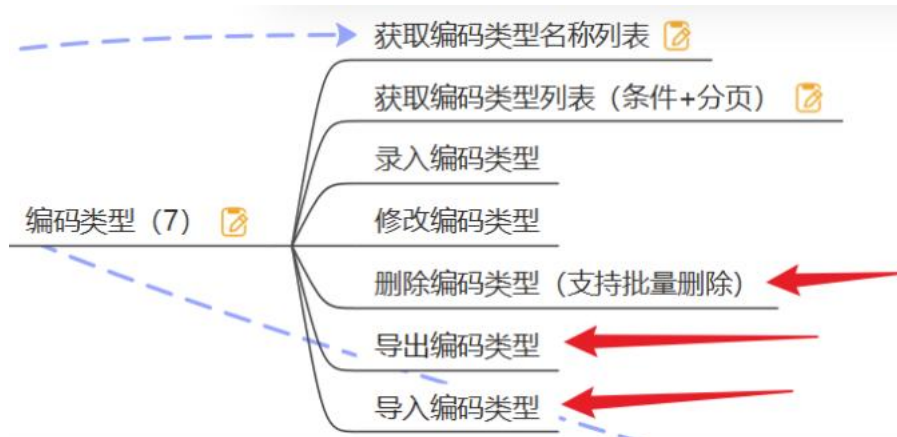 获取编码类型名称列表
获取编码类型列表（条件+分页）
录入编码类型
编码类型（7）
修改编码类型
删除编码类型（支持批量删除）
导出编码类型
导入编码类型